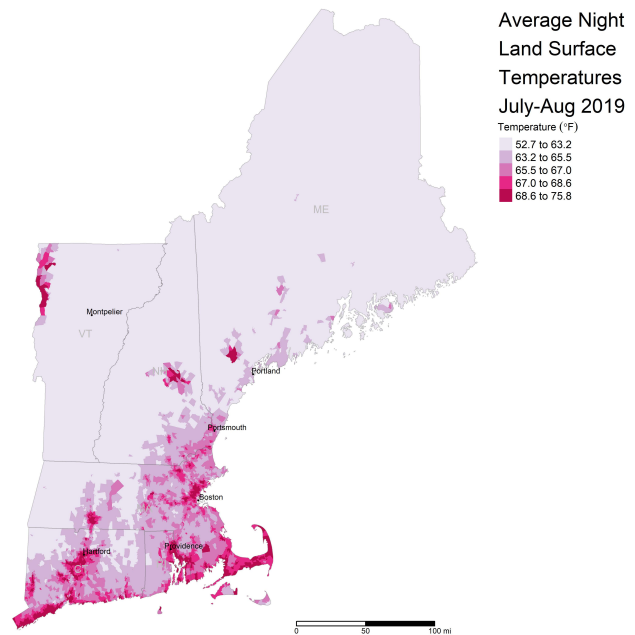 Average Night
Land Surface
Temperatures
July-Aug 2019
Temperature (°F)
52.7 to 63.2
63.2 to 65.5
65.5 to 67.0
67.0 to 68.6
68.6 to 75.8
ME
Montpelier
VT
NH
Portland
Portsmouth
Boston
Providence
Hartford
0 50 100 mi